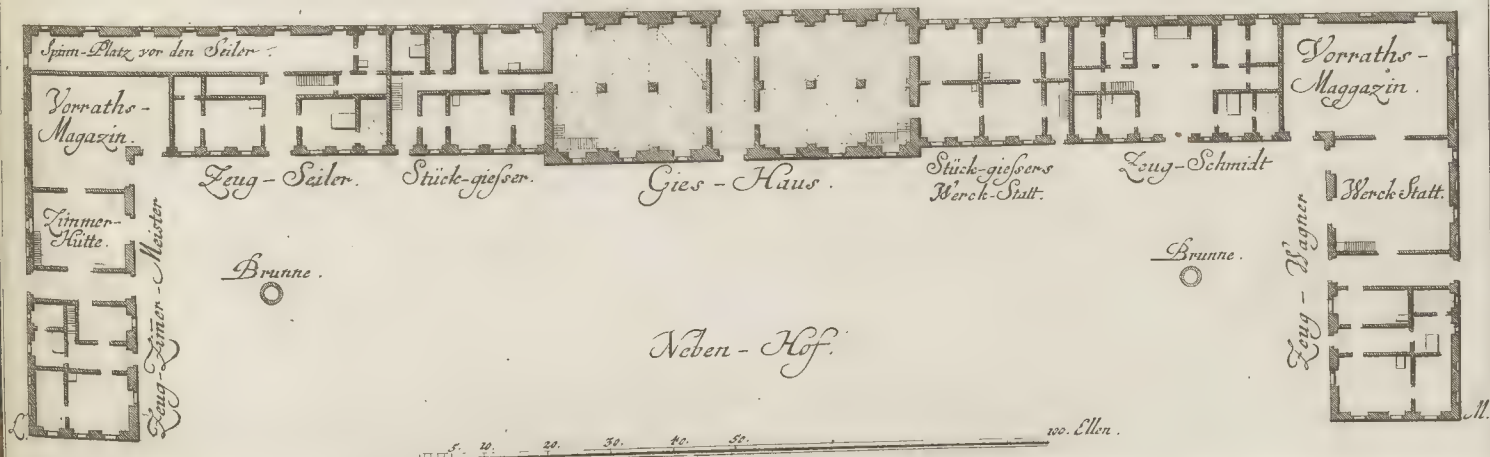 Spinn-Platz vor den Seiler.
Vorraths-
Magazin.
Zeug-Seiler.
Stück-giesser.
Gies-Haus.
Stück-giessers
Werck-Statt.
Zeug-Schmidt
Vorraths-
Maggazin.
Zimmer-
Hütte.
Zeug-Zim̃er-Meister
Werck Statt.
Zeug-Wagner
Brunne.
Brunne.
Neben-Hof.
L.
M.
5. 10. 20. 30. 40. 50. 100. Ellen.